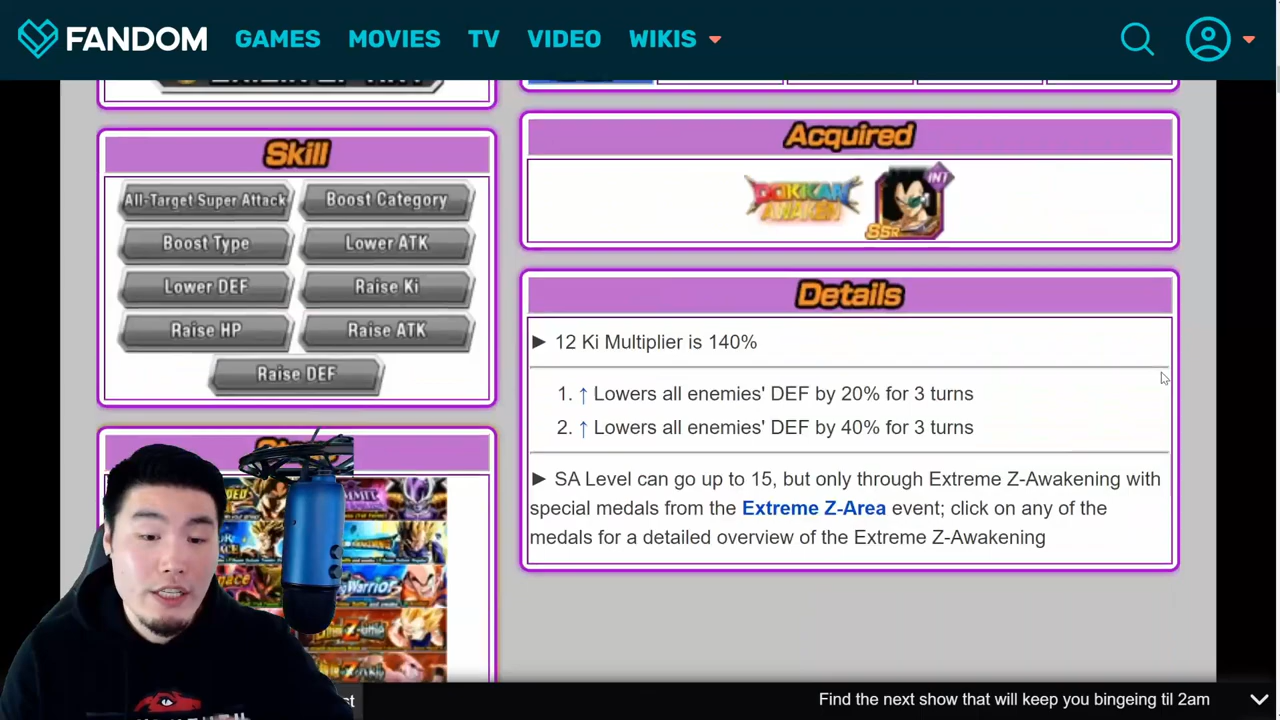 FANDOM GAMES MOVIES TV VIDEO WIKIS
Skill
All-Target Super Attack Boost Category
Boost Type Lower ATK
Lower DEF Raise Ki
Raise HP Raise ATK
Raise DEF
Acquired
DOKKAN AWAKEN SSR INT
Details
► 12 Ki Multiplier is 140%
1. ↑ Lowers all enemies' DEF by 20% for 3 turns
2. ↑ Lowers all enemies' DEF by 40% for 3 turns
► SA Level can go up to 15, but only through Extreme Z-Awakening with
special medals from the Extreme Z-Area event; click on any of the
medals for a detailed overview of the Extreme Z-Awakening
Find the next show that will keep you bingeing til 2am